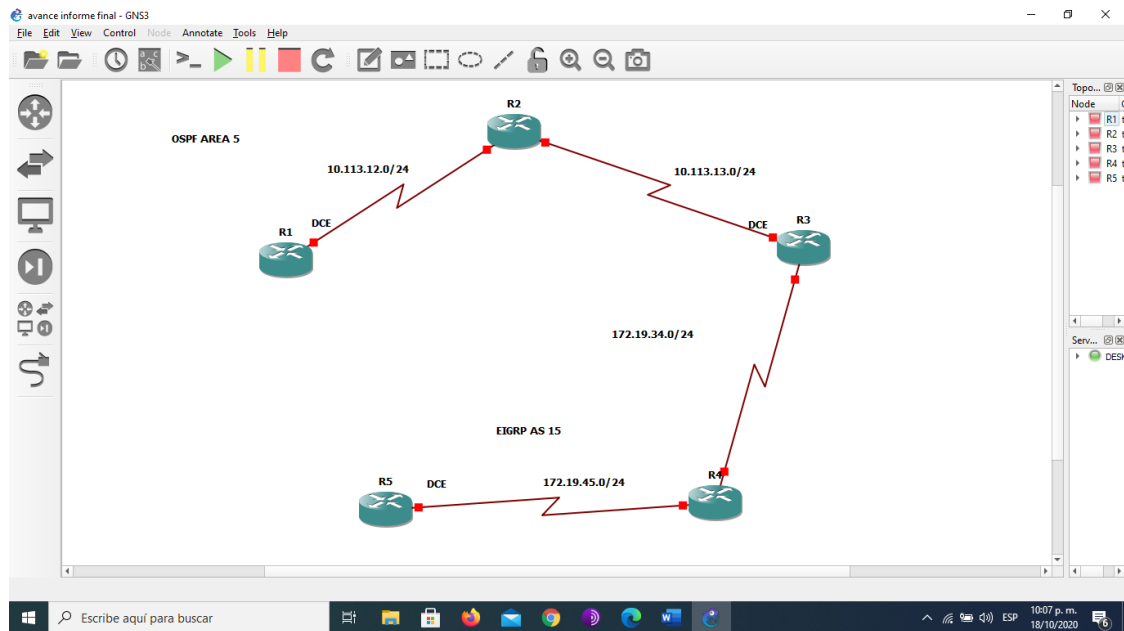 avance informe final - GNS3
File Edit View Control Node Annotate Tools Help
Topo...
Node
R2
R1 t
R2 t
R3 t
R4 t
R5 t
OSPF AREA 5
10.113.12.0/24
10.113.13.0/24
DCE
R1
DCE
R3
172.19.34.0/24
Serv...
DESK
EIGRP AS 15
R5
DCE
172.19.45.0/24
R4
Escribe aquí para buscar
ESP
10:07 p. m.
18/10/2020
6